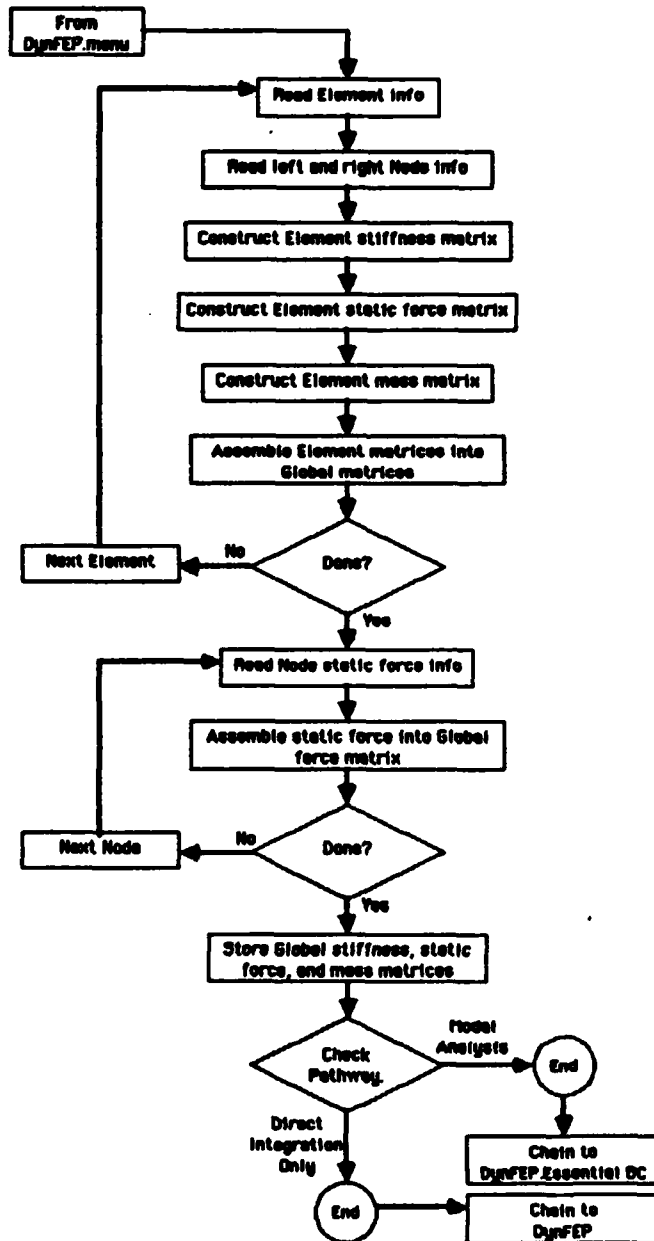 From
DynFEP.menu
Read Element info
Read left and right Node info
Construct Element stiffness matrix
Construct Element static force matrix
Construct Element mass matrix
Assemble Element matrices into
Global matrices
Done?
No
Next Element
Yes
Read Node static force info
Assemble static force into Global
force matrix
Done?
No
Next Node
Yes
Store Global stiffness, static
force, and mass matrices
Check
Pathway.
Modal
Analysis
End
Chain to
DynFEP.Essential BC
Direct
Integration
Only
End
Chain to
DynFEP